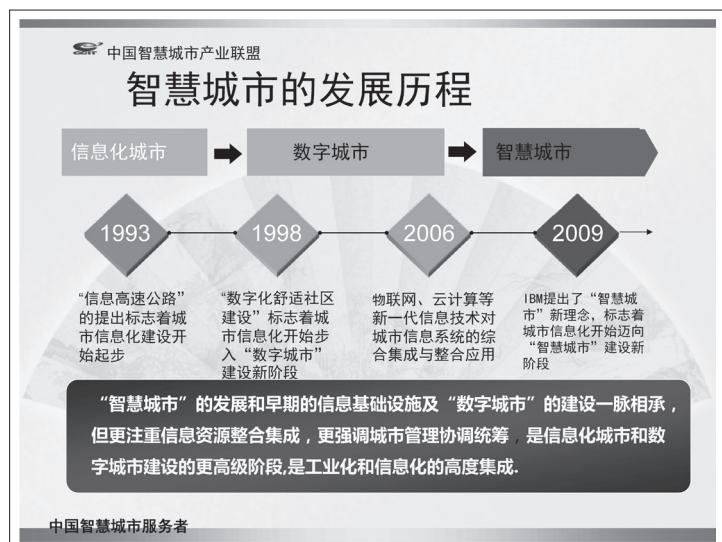 中国智慧城市产业联盟
智慧城市的发展历程
信息化城市
数字城市
智慧城市
1993
1998
2006
2009
“信息高速公路”
的提出标志着城
市信息化建设开
始起步
“数字化舒适社区
建设”标志着城
市信息化开始步
入“数字城市”
建设新阶段
物联网、云计算等
新一代信息技术对
城市信息系统的综
合集成与整合应用
IBM提出了“智慧城
市”新理念，标志着
城市信息化开始迈向
“智慧城市”建设新
阶段
“智慧城市”的发展和早期的信息基础设施及“数字城市”的建设一脉相承，
但更注重信息资源整合集成，更强调城市管理协调统筹，是信息化城市和数
字城市建设的更高级阶段,是工业化和信息化的高度集成.
中国智慧城市服务者